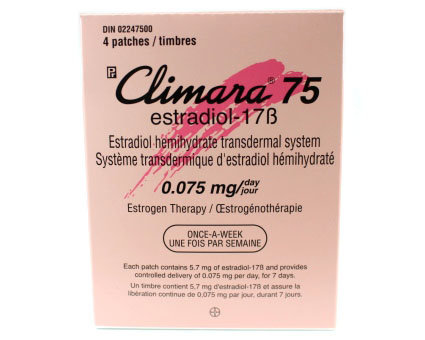 DIN 02247500
4 patches / timbres
Pr Climara® 75
estradiol-17ß
Estradiol hemihydrate transdermal system
Système transdermique d'estradiol hémihydraté
0.075 mg/day/jour
Estrogen Therapy / Œstrogénothérapie
ONCE-A-WEEK
UNE FOIS PAR SEMAINE
Each patch contains 5.7 mg of estradiol-17ß and provides
controlled delivery of 0.075 mg per day, for 7 days.
Un timbre contient 5,7 mg d'estradiol-17ß et assure la
libération continue de 0,075 mg par jour, durant 7 jours.